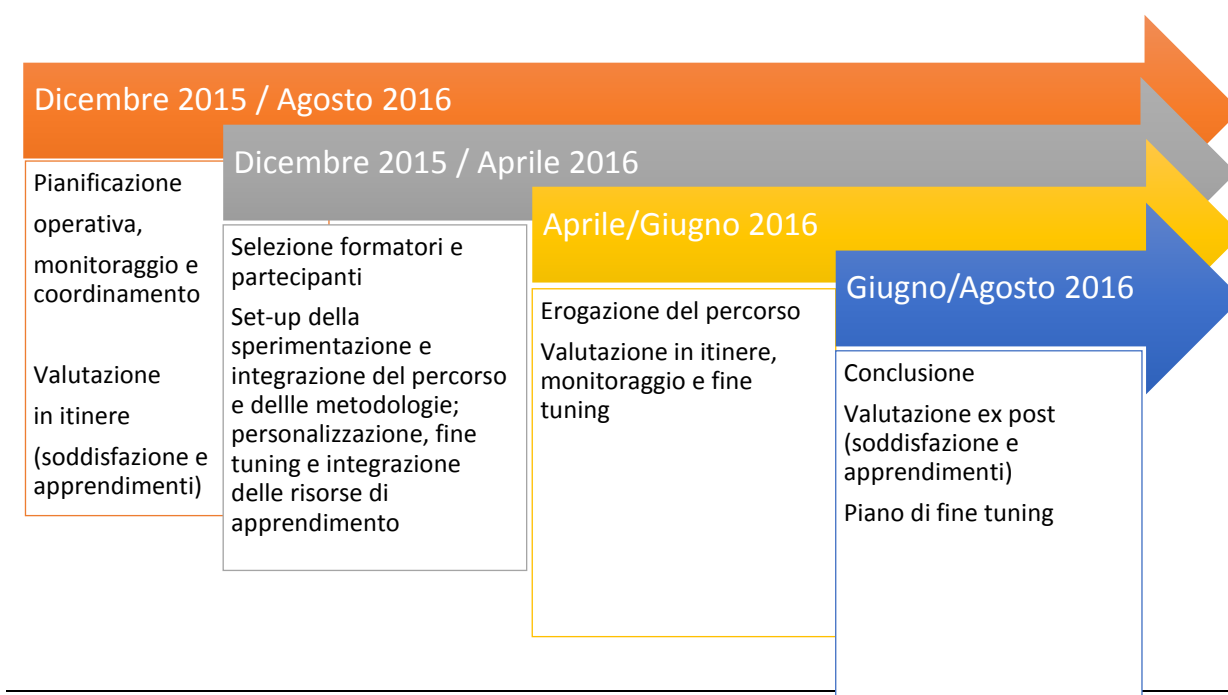 Dicembre 2015 / Agosto 2016
Pianificazione
operativa,
monitoraggio e
coordinamento
Valutazione
in itinere
(soddisfazione e
apprendimenti)
Dicembre 2015 / Aprile 2016
Selezione formatori e
partecipanti
Set-up della
sperimentazione e
integrazione del percorso
e dellle metodologie;
personalizzazione, fine
tuning e integrazione
delle risorse di
apprendimento
Aprile/Giugno 2016
Erogazione del percorso
Valutazione in itinere,
monitoraggio e fine
tuning
Giugno/Agosto 2016
Conclusione
Valutazione ex post
(soddisfazione e
apprendimenti)
Piano di fine tuning